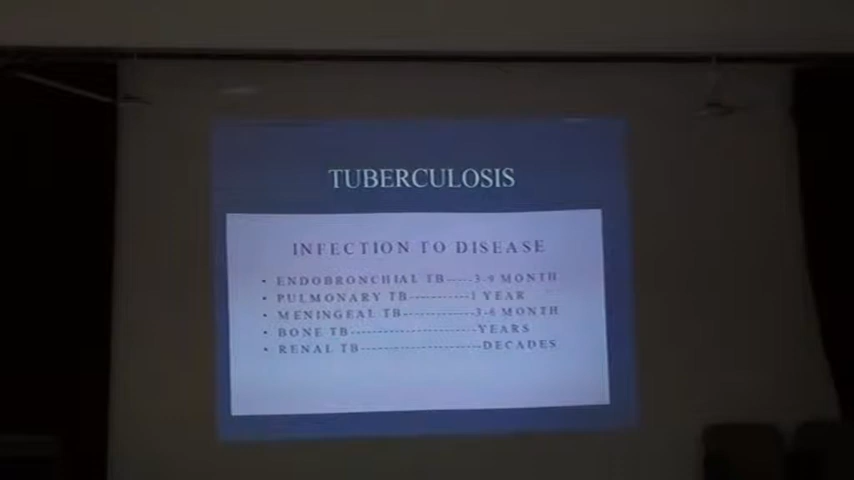 TUBERCULOSIS
INFECTION TO DISEASE
• ENDOBRONCHIAL TB-----3-9 MONTH
• PULMONARY TB-----------1 YEAR
• MENINGEAL TB-------------3-6 MONTH
• BONE TB-----------------------YEARS
• RENAL TB----------------------DECADES